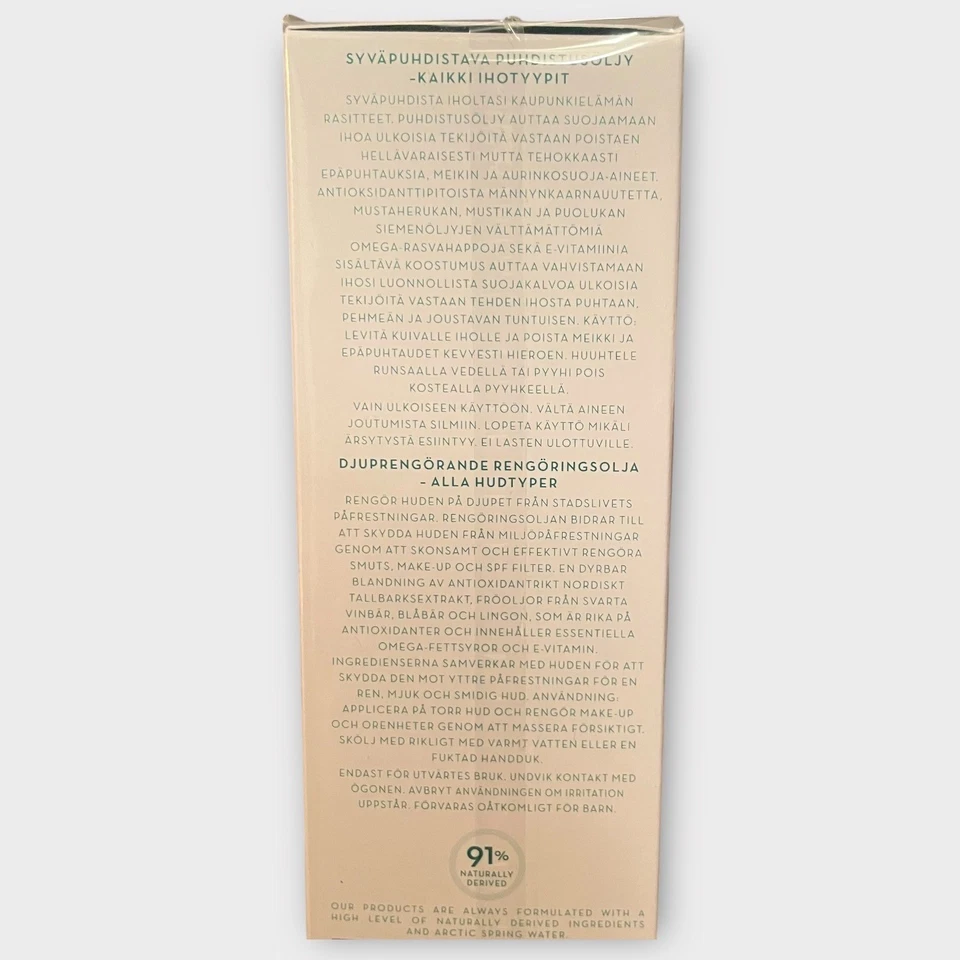 SYVÄPUHDISTAVA PUHDISTUSÖLJY
-KAIKKI IHOTYYPIT
SYVÄPUHDISTA IHOLTASI KAUPUNKIELÄMÄN
RASITTEET. PUHDISTUSÖLJY AUTTAA SUOJAAMAAN
IHOA ULKOISIA TEKIJÖITÄ VASTAAN POISTAEN
HELLÄVARAISESTI MUTTA TEHOKKAASTI
EPÄPUHTAUKSIA, MEIKIN JA AURINKOSUOJA-AINEET.
ANTIOKSIDANTTIPITOISTA MÄNNYNKAARNAUUTETTA,
MUSTAHERUKAN, MUSTIKAN JA PUOLUKAN
SIEMENÖLJYJEN VÄLTTÄMÄTTÖMIÄ
OMEGA-RASVAHAPPOJA SEKÄ E-VITAMIINIA
SISÄLTÄVÄ KOOSTUMUS AUTTAA VAHVISTAMAAN
IHOSI LUONNOLLISTA SUOJAKALVOA ULKOISIA
TEKIJÖITÄ VASTAAN TEHDEN IHOSTA PUHTAAN,
PEHMEÄN JA JOUSTAVAN TUNTUISEN. KÄYTTÖ:
LEVITÄ KUIVALLE IHOLLE JA POISTA MEIKKI JA
EPÄPUHTAUDET KEVYESTI HIEROEN. HUUHTELE
RUNSAALLA VEDELLÄ TAI PYYHI POIS
KOSTEALLA PYYHKEELLÄ.
VAIN ULKOISEEN KÄYTTÖÖN. VÄLTÄ AINEEN
JOUTUMISTA SILMIIN. LOPETA KÄYTTÖ MIKÄLI
ÄRSYTYSTÄ ESIINTYY. EI LASTEN ULOTTUVILLE.
DJUPRENGÖRANDE RENGÖRINGSOLJA
- ALLA HUDTYPER
RENGÖR HUDEN PÅ DJUPET FRÅN STADSLIVETS
PÅFRESTNINGAR. RENGÖRINGSOLJAN BIDRAR TILL
ATT SKYDDA HUDEN FRÅN MILJÖPÅFRESTNINGAR
GENOM ATT SKONSAMT OCH EFFEKTIVT RENGÖRA
SMUTS, MAKE-UP OCH SPF FILTER. EN DYRBAR
BLANDNING AV ANTIOXIDANTRIKT NORDISKT
TALLBARKSEXTRAKT, FRÖOLJOR FRÅN SVARTA
VINBÄR, BLÅBÄR OCH LINGON, SOM ÄR RIKA PÅ
ANTIOXIDANTER OCH INNEHÅLLER ESSENTIELLA
OMEGA-FETTSYROR OCH E-VITAMIN.
INGREDIENSERNA SAMVERKAR MED HUDEN FÖR ATT
SKYDDA DEN MOT YTTRE PÅFRESTNINGAR FÖR EN
REN, MJUK OCH SMIDIG HUD. ANVÄNDNING:
APPLICERA PÅ TORR HUD OCH RENGÖR MAKE-UP
OCH ORENHETER GENOM ATT MASSERA FÖRSIKTIGT.
SKÖLJ MED RIKLIGT MED VARMT VATTEN ELLER EN
FUKTAD HANDDUK.
ENDAST FÖR UTVÄRTES BRUK. UNDVIK KONTAKT MED
ÖGONEN. AVBRYT ANVÄNDNINGEN OM IRRITATION
UPPSTÅR. FÖRVARAS OÅTKOMLIGT FÖR BARN.
91%
NATURALLY
DERIVED
OUR PRODUCTS ARE ALWAYS FORMULATED WITH A
HIGH LEVEL OF NATURALLY DERIVED INGREDIENTS
AND ARCTIC SPRING WATER.